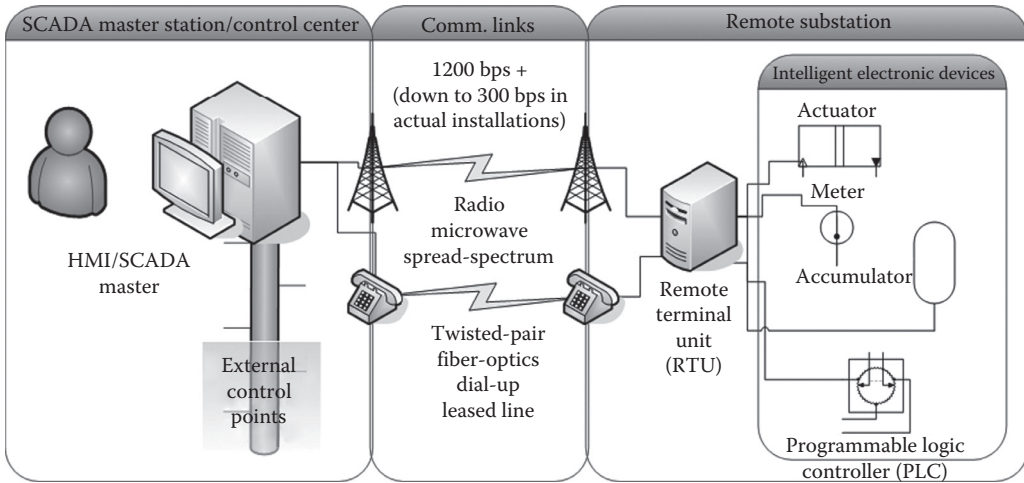 SCADA master station/control center
HMI/SCADA
master
External
control
points
Comm. links
1200 bps +
(down to 300 bps in
actual installations)
Radio
microwave
spread-spectrum
Twisted-pair
fiber-optics
dial-up
leased line
Remote substation
Remote
terminal
unit
(RTU)
Intelligent electronic devices
Actuator
Meter
Accumulator
Programmable logic
controller (PLC)